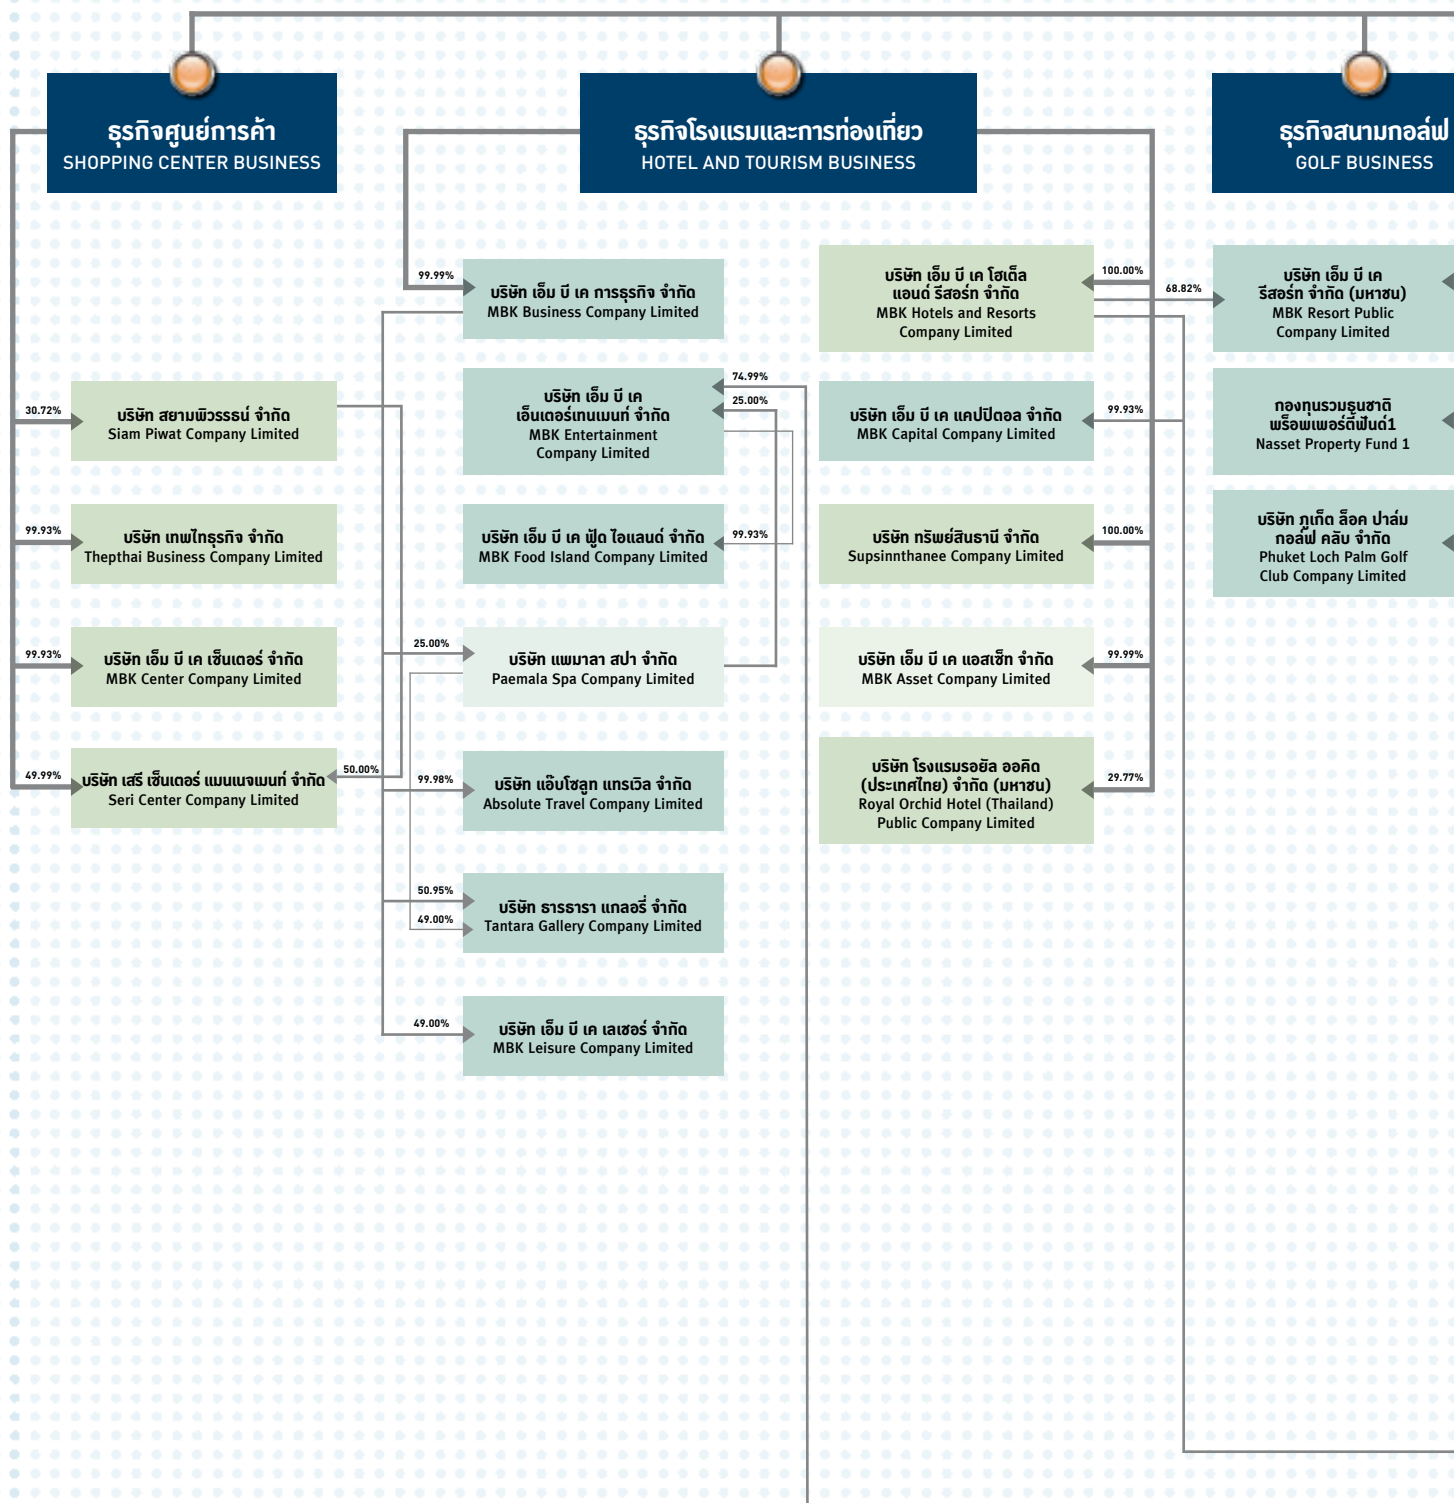 ธุรกิจศูนย์การค้า
SHOPPING CENTER BUSINESS
30.72%
บริษัท สยามพิวรรธน์ จำกัด
Siam Piwat Company Limited
99.93%
บริษัท เทพไทธุรกิจ จำกัด
Thepthai Business Company Limited
99.93%
บริษัท เอ็ม บี เค เซ็นเตอร์ จำกัด
MBK Center Company Limited
49.99%
บริษัท เสรี เซ็นเตอร์ แมนเนจเมนท์ จำกัด
Seri Center Company Limited
50.00%
ธุรกิจโรงแรมและการท่องเที่ยว
HOTEL AND TOURISM BUSINESS
99.99%
บริษัท เอ็ม บี เค การธุรกิจ จำกัด
MBK Business Company Limited
บริษัท เอ็ม บี เค
เอ็นเตอร์เทนเมนท์ จำกัด
MBK Entertainment
Company Limited
74.99%
25.00%
บริษัท เอ็ม บี เค ฟู้ด ไอแลนด์ จำกัด
MBK Food Island Company Limited
99.93%
25.00%
บริษัท แพมาลา สปา จำกัด
Paemala Spa Company Limited
99.98%
บริษัท แอ๊บโซลูท แทรเวิล จำกัด
Absolute Travel Company Limited
50.95%
49.00%
บริษัท ธารธารา แกลอรี่ จำกัด
Tantara Gallery Company Limited
49.00%
บริษัท เอ็ม บี เค เลเชอร์ จำกัด
MBK Leisure Company Limited
บริษัท เอ็ม บี เค โฮเต็ล
แอนด์ รีสอร์ท จำกัด
MBK Hotels and Resorts
Company Limited
100.00%
68.82%
บริษัท เอ็ม บี เค แคปปิตอล จำกัด
MBK Capital Company Limited
99.93%
บริษัท ทรัพย์สินธานี จำกัด
Supsinnthanee Company Limited
100.00%
บริษัท เอ็ม บี เค แอสเซ็ท จำกัด
MBK Asset Company Limited
99.99%
บริษัท โรงแรมรอยัล ออคิด
(ประเทศไทย) จำกัด (มหาชน)
Royal Orchid Hotel (Thailand)
Public Company Limited
29.77%
ธุรกิจสนามกอล์ฟ
GOLF BUSINESS
บริษัท เอ็ม บี เค
รีสอร์ท จำกัด (มหาชน)
MBK Resort Public
Company Limited
กองทุนรวมธนชาติ
พร็อพเพอร์ตี้ฟันด์1
Nasset Property Fund 1
บริษัท ภูเก็ต ล็อค ปาล์ม
กอล์ฟ คลับ จำกัด
Phuket Loch Palm Golf
Club Company Limited